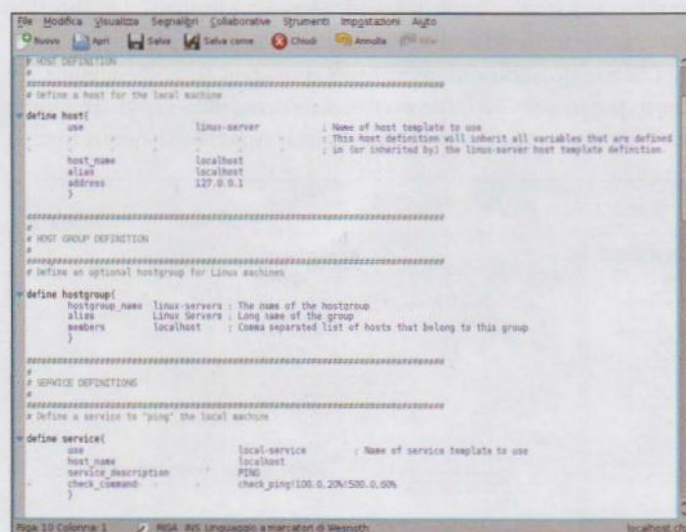 File Modifica Visualizza Segnalibri Collaborative Strumenti Impostazioni Aiuto
Nuovo Apri Salva Salva come Chiudi Annulla
# HOST DEFINITION
#
###############################################################################
# Define a host for the local machine
define host{
use linux-server ; Name of host template to use
; This host definition will inherit all variables that are defined
; in (or inherited by) the linux-server host template definition.
host_name localhost
alias localhost
address 127.0.0.1
}
###############################################################################
#
# HOST GROUP DEFINITION
#
###############################################################################
# Define an optional hostgroup for Linux machines
define hostgroup{
hostgroup_name linux-servers ; The name of the hostgroup
alias Linux Servers ; Long name of the group
members localhost ; Comma separated list of hosts that belong to this group
}
###############################################################################
#
# SERVICE DEFINITIONS
#
###############################################################################
# Define a service to "ping" the local machine
define service{
use local-service ; Name of service template to use
host_name localhost
service_description PING
check_command check_ping!100.0,20%!500.0,60%
}
Riga: 10 Colonna: 1 RIGA INS Linguaggio a marcatori di Wesnoth localhost.cfg